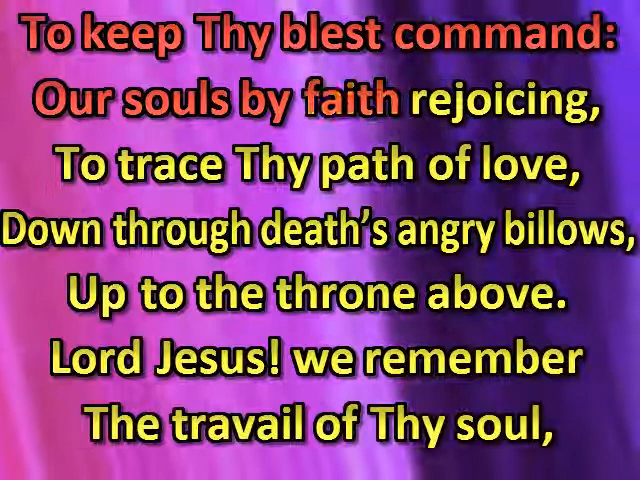 To keep Thy blest command:
Our souls by faith rejoicing,
To trace Thy path of love,
Down through death's angry billows,
Up to the throne above.
Lord Jesus! we remember
The travail of Thy soul,